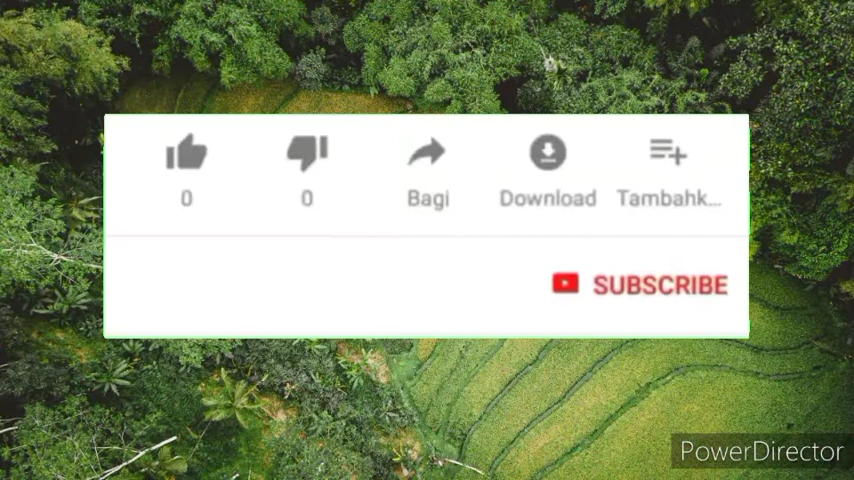 0 0 Bagi Download Tambahk...
SUBSCRIBE
PowerDirector